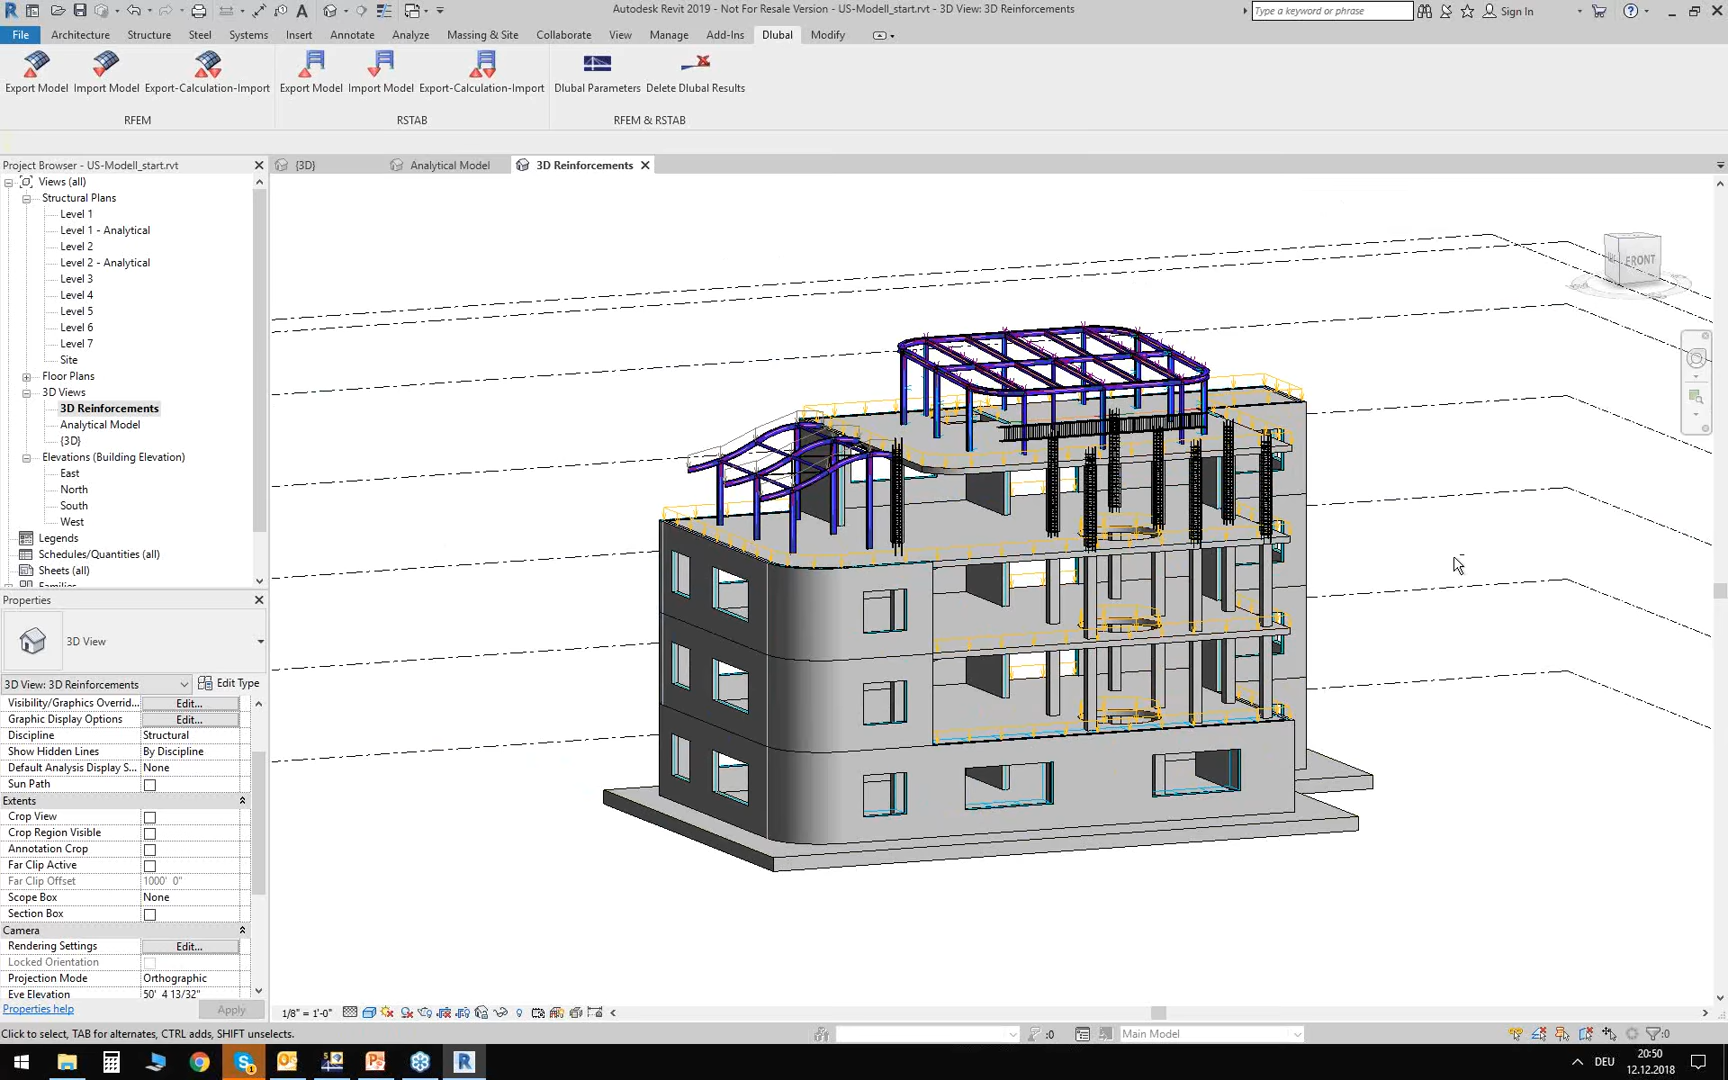 Autodesk Revit 2019 - Not For Resale Version - US-Modell_start.rvt - 3D View: 3D Reinforcements
Type a keyword or phrase
Sign In
File Architecture Structure Steel Systems Insert Annotate Analyze Massing & Site Collaborate View Manage Add-Ins Dlubal Modify
Export Model Import Model Export-Calculation-Import Export Model Import Model Export-Calculation-Import Dlubal Parameters Delete Dlubal Results
RFEM RSTAB RFEM & RSTAB
Project Browser - US-Modell_start.rvt
{3D} Analytical Model 3D Reinforcements
Views (all)
Structural Plans
Level 1
Level 1 - Analytical
Level 2
Level 2 - Analytical
Level 3
Level 4
Level 5
Level 6
Level 7
Site
Floor Plans
3D Views
3D Reinforcements
Analytical Model
{3D}
Elevations (Building Elevation)
East
North
South
West
Legends
Schedules/Quantities (all)
Sheets (all)
Families
FRONT
Properties
3D View
3D View: 3D Reinforcements Edit Type
Visibility/Graphics Overrid... Edit...
Graphic Display Options Edit...
Discipline Structural
Show Hidden Lines By Discipline
Default Analysis Display S... None
Sun Path
Extents
Crop View
Crop Region Visible
Annotation Crop
Far Clip Active
Far Clip Offset 1000' 0"
Scope Box None
Section Box
Camera
Rendering Settings Edit...
Locked Orientation
Projection Mode Orthographic
Eye Elevation 50' 4 13/32"
Properties help Apply
1/8" = 1'-0"
Click to select, TAB for alternates, CTRL adds, SHIFT unselects.
:0 Main Model :0
DEU 20:50
12.12.2018